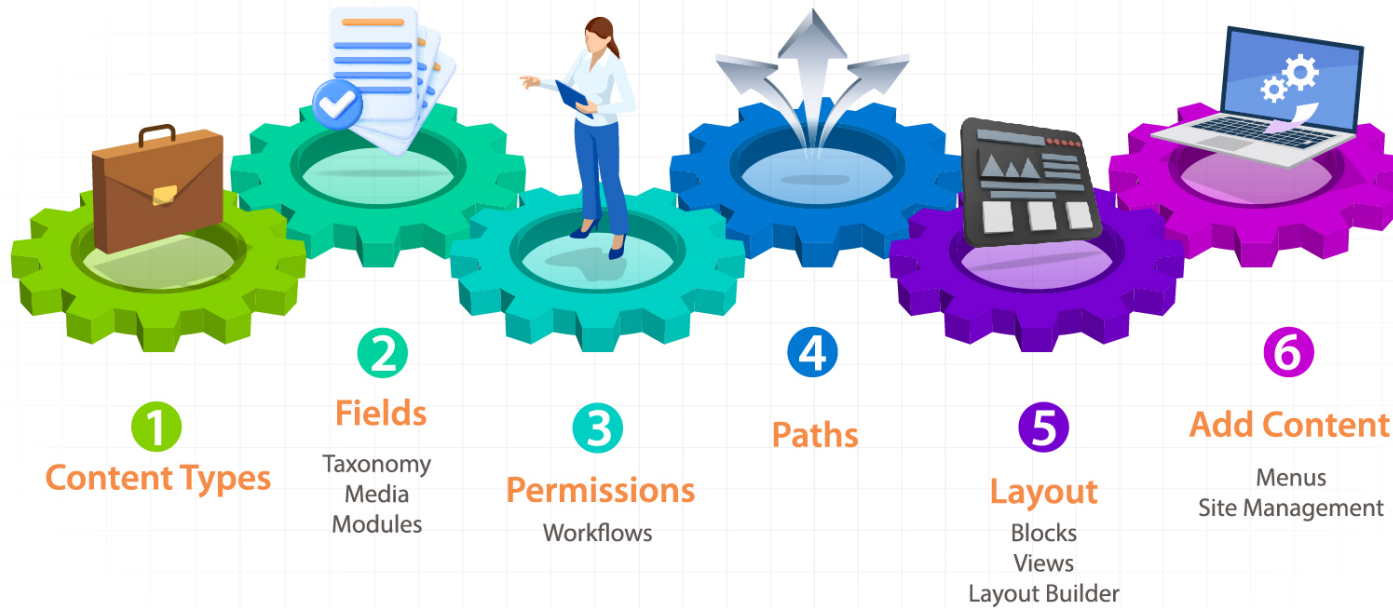 1
Content Types
2
Fields
Taxonomy
Media
Modules
3
Permissions
Workflows
4
Paths
5
Layout
Blocks
Views
Layout Builder
6
Add Content
Menus
Site Management